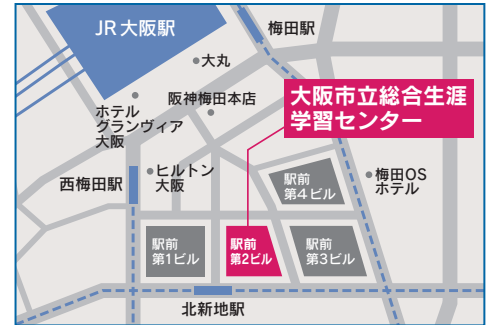 JR大阪駅
梅田駅
大丸
ホテル
グランヴィア
大阪
阪神梅田本店
大阪市立総合生涯
学習センター
西梅田駅
ヒルトン
大阪
駅前
第4ビル
梅田OS
ホテル
駅前
第1ビル
駅前
第2ビル
駅前
第3ビル
北新地駅